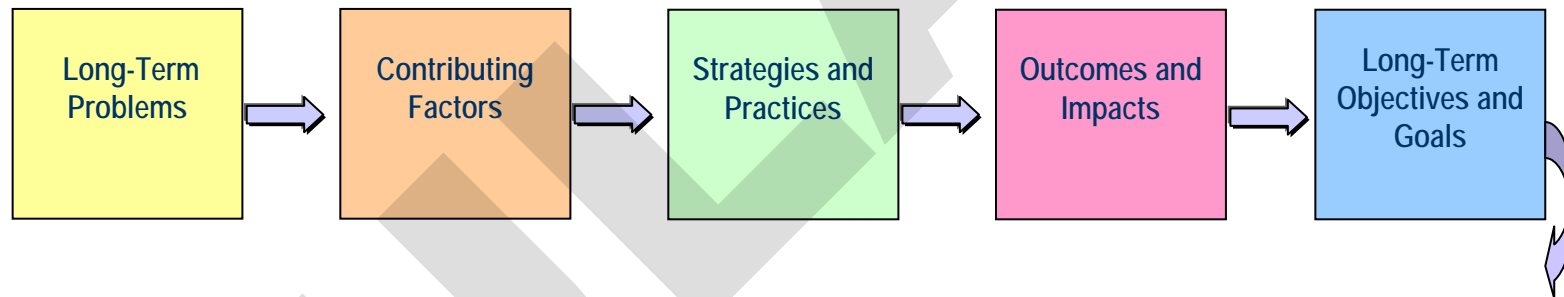 Long-Term
Problems
Contributing
Factors
Strategies and
Practices
Outcomes and
Impacts
Long-Term
Objectives and
Goals